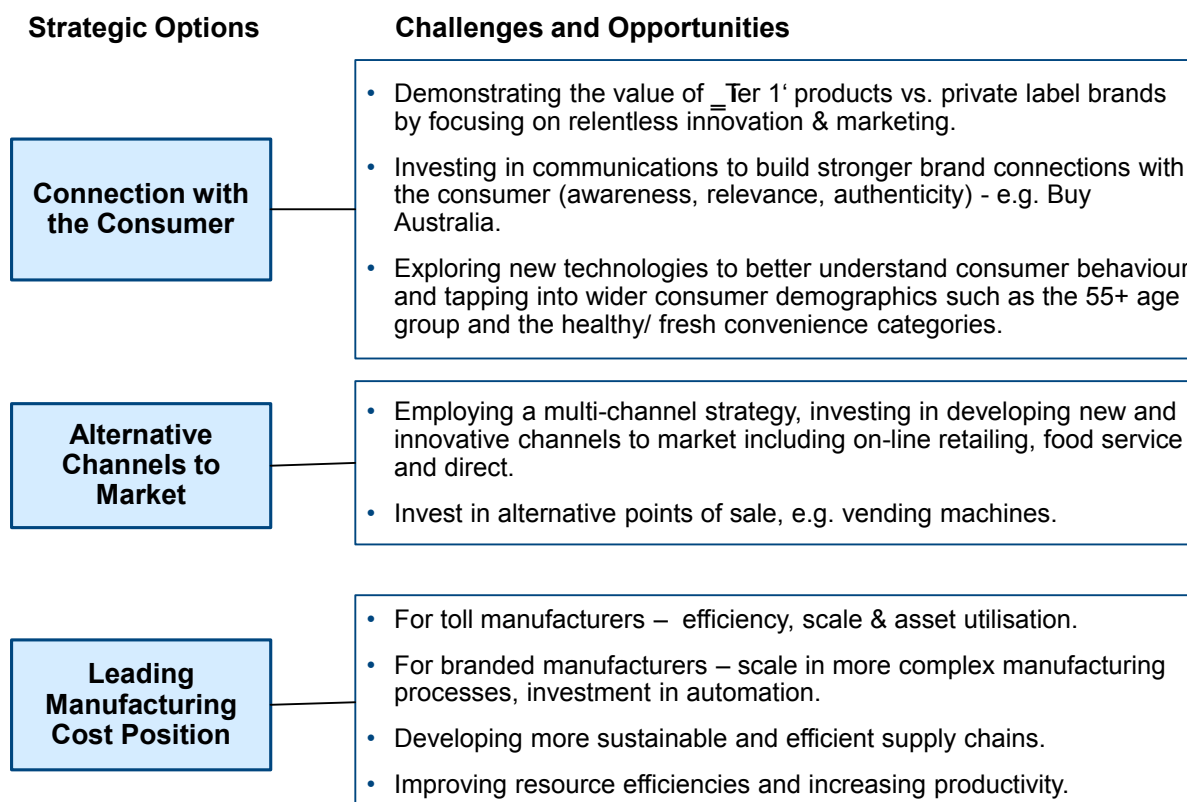 Strategic Options
Challenges and Opportunities
Connection with
the Consumer
• Demonstrating the value of ‗Tier 1‘ products vs. private label brands
by focusing on relentless innovation & marketing.
• Investing in communications to build stronger brand connections with
the consumer (awareness, relevance, authenticity) - e.g. Buy
Australia.
• Exploring new technologies to better understand consumer behaviour
and tapping into wider consumer demographics such as the 55+ age
group and the healthy/ fresh convenience categories.
Alternative
Channels to
Market
• Employing a multi-channel strategy, investing in developing new and
innovative channels to market including on-line retailing, food service
and direct.
• Invest in alternative points of sale, e.g. vending machines.
Leading
Manufacturing
Cost Position
• For toll manufacturers – efficiency, scale & asset utilisation.
• For branded manufacturers – scale in more complex manufacturing
processes, investment in automation.
• Developing more sustainable and efficient supply chains.
• Improving resource efficiencies and increasing productivity.